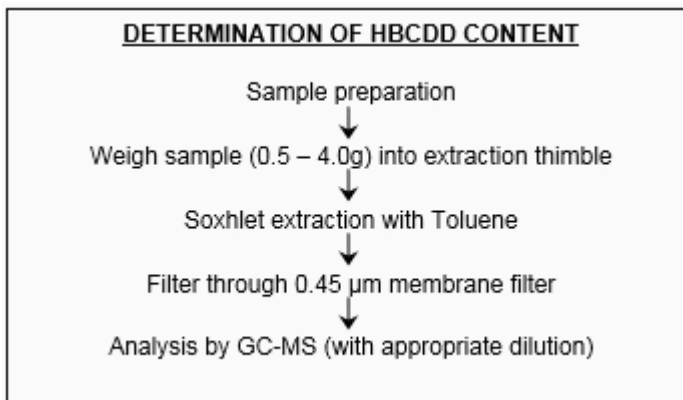 DETERMINATION OF HBCDD CONTENT
Sample preparation
Weigh sample (0.5 – 4.0g) into extraction thimble
Soxhlet extraction with Toluene
Filter through 0.45 µm membrane filter
Analysis by GC-MS (with appropriate dilution)